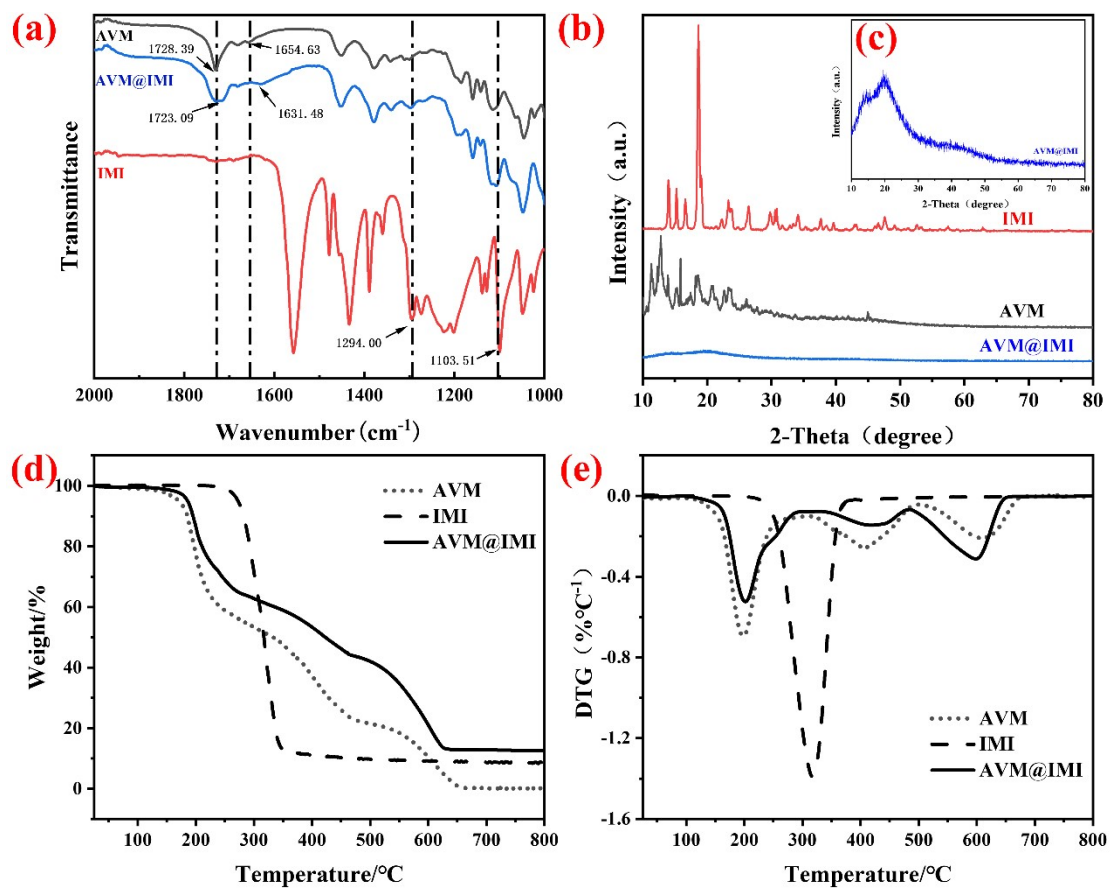 (a)
AVM
1728.39
1654.63
AVM@IMI
1723.09
1631.48
IMI
1294.00
1103.51
Transmittance
2000 1800 1600 1400 1200 1000
Wavenumber (cm⁻¹)
(b)
(c)
Intensity (a.u.)
AVM@IMI
10 20 30 40 50 60 70 80
2-Theta (degree)
IMI
AVM
AVM@IMI
Intensity (a.u.)
10 20 30 40 50 60 70 80
2-Theta (degree)
(d)
AVM
IMI
AVM@IMI
Weight/%
100
80
60
40
20
0
100 200 300 400 500 600 700 800
Temperature/°C
(e)
DTG (%°C⁻¹)
0.0
-0.4
-0.8
-1.2
-1.6
AVM
IMI
AVM@IMI
100 200 300 400 500 600 700 800
Temperature/°C